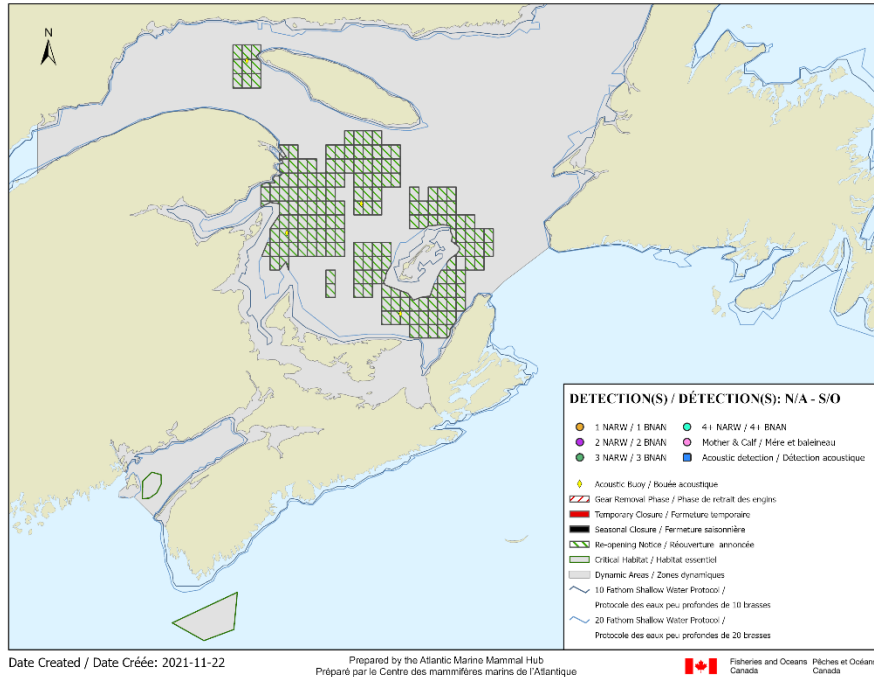 N
DETECTION(S) / DÉTECTION(S): N/A - S/O
1 NARW / 1 BNAN
4+ NARW / 4+ BNAN
2 NARW / 2 BNAN
Mother & Calf / Mére et baleineau
3 NARW / 3 BNAN
Acoustic detection / Détection acoustique
Acoustic Buoy / Bouée acoustique
Gear Removal Phase / Phase de retrait des engins
Temporary Closure / Fermeture temporaire
Seasonal Closure / Fermeture saisonnière
Re-opening Notice / Réouverture annoncée
Critical Habitat / Habitat essentiel
Dynamic Areas / Zones dynamiques
10 Fathom Shallow Water Protocol /
Protocole des eaux peu profondes de 10 brasses
20 Fathom Shallow Water Protocol /
Protocole des eaux peu profondes de 20 brasses
Date Created / Date Créée: 2021-11-22
Prepared by the Atlantic Marine Mammal Hub
Préparé par le Centre des mammifères marins de l'Atlantique
Fisheries and Oceans Canada
Pêches et Océans Canada